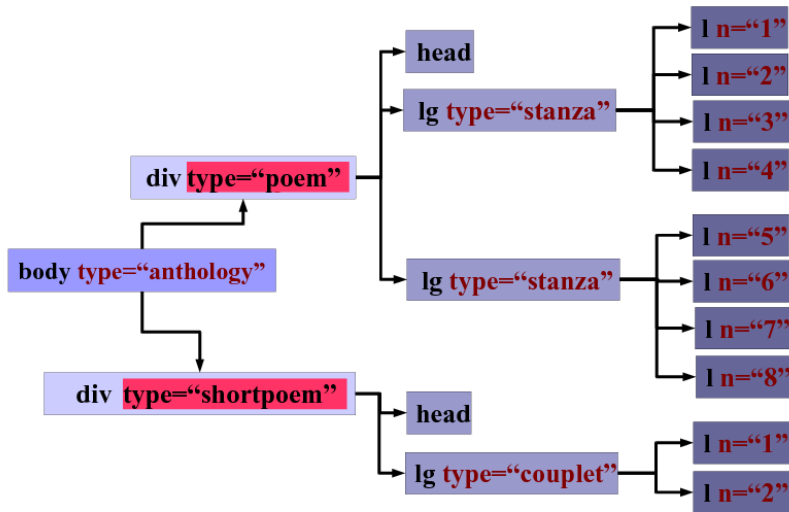 head
lg type=“stanza”
l n=“1”
l n=“2”
l n=“3”
l n=“4”
div type=“poem”
body type=“anthology”
lg type=“stanza”
l n=“5”
l n=“6”
l n=“7”
l n=“8”
div type=“shortpoem”
head
lg type=“couplet”
l n=“1”
l n=“2”